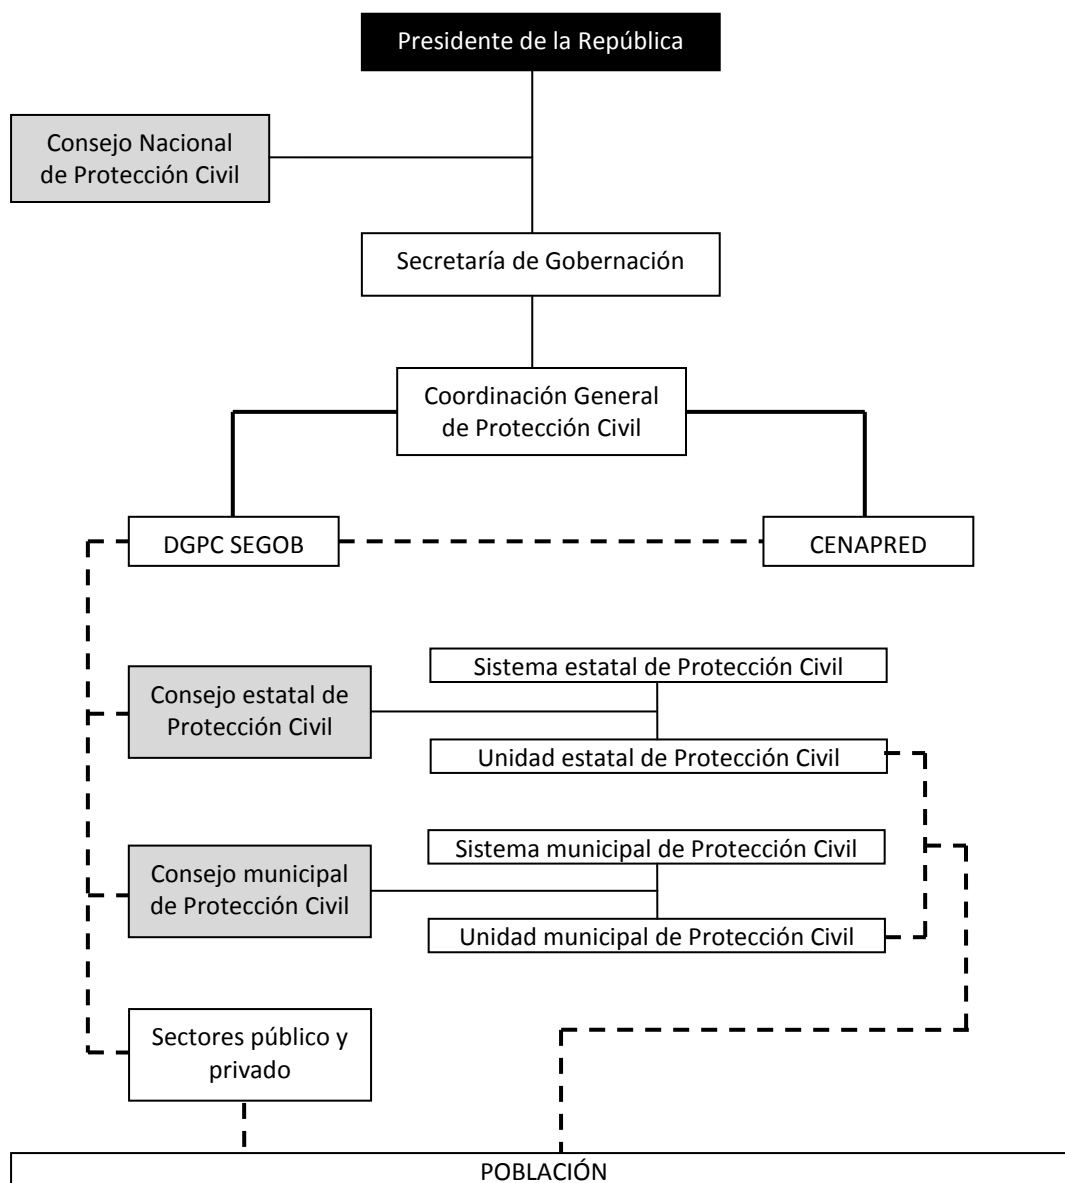 Presidente de la República
Consejo Nacional
de Protección Civil
Secretaría de Gobernación
Coordinación General
de Protección Civil
DGPC SEGOB
CENAPRED
Sistema estatal de Protección Civil
Consejo estatal de
Protección Civil
Unidad estatal de Protección Civil
Sistema municipal de Protección Civil
Consejo municipal
de Protección Civil
Unidad municipal de Protección Civil
Sectores público y
privado
POBLACIÓN